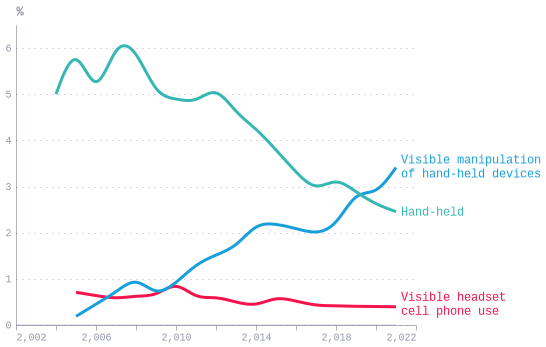 %
6
5
4
3
2
1
0
Visible manipulation
of hand-held devices
Hand-held
Visible headset
cell phone use
2,002
2,006
2,010
2,014
2,018
2,022